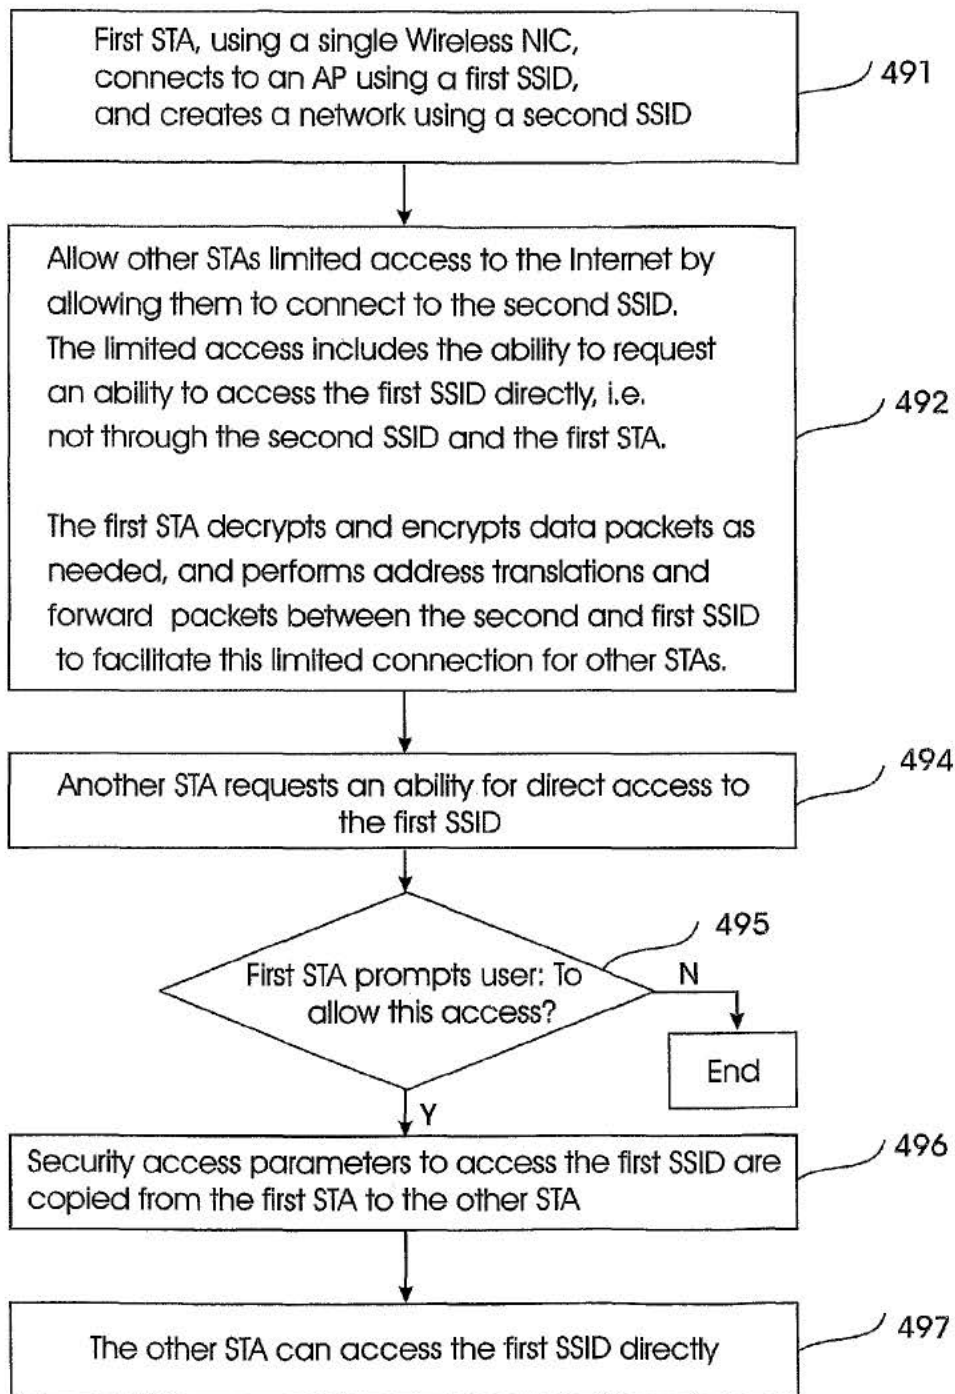 First STA, using a single Wireless NIC,
connects to an AP using a first SSID,
and creates a network using a second SSID
491
Allow other STAs limited access to the Internet by
allowing them to connect to the second SSID.
The limited access includes the ability to request
an ability to access the first SSID directly, i.e.
not through the second SSID and the first STA.
492
The first STA decrypts and encrypts data packets as
needed, and performs address translations and
forward packets between the second and first SSID
to facilitate this limited connection for other STAs.
494
Another STA requests an ability for direct access to
the first SSID
495
First STA prompts user: To
allow this access?
N
End
Y
Security access parameters to access the first SSID are
copied from the first STA to the other STA
496
The other STA can access the first SSID directly
497